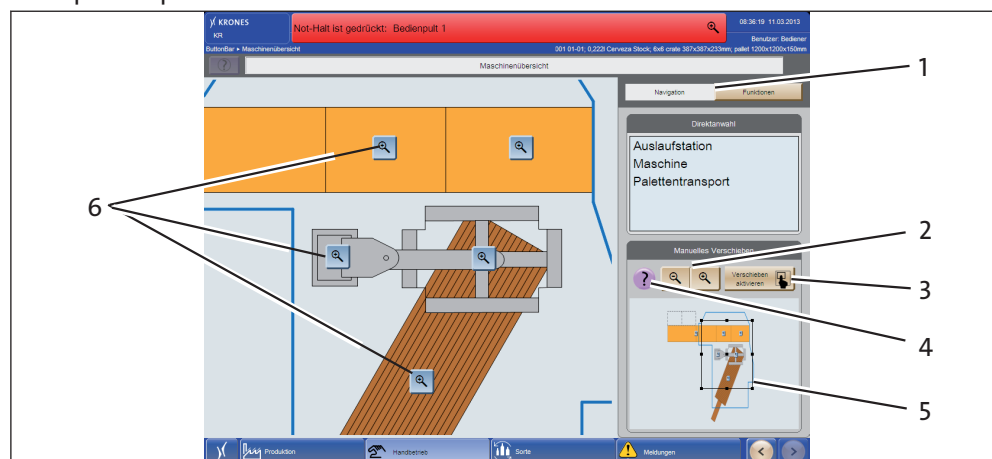 KRONES
KR
Not-Halt ist gedrückt: Bedienpult 1
08:36:19 11.03.2013
Benutzer: Bediener
ButtonBar ▸ Maschinenübersicht
001 01-01; 0,222l Cerveza Stock; 6x6 crate 387x387x233mm; pallet 1200x1200x150mm
?
Maschinenübersicht
1
Navigation
Funktionen
Direktanwahl
Auslaufstation
Maschine
Palettentransport
6
2
Manuelles Verschieben
?
Verschieben
aktivieren
3
4
5
Produktion
Handbetrieb
Sorte
Meldungen